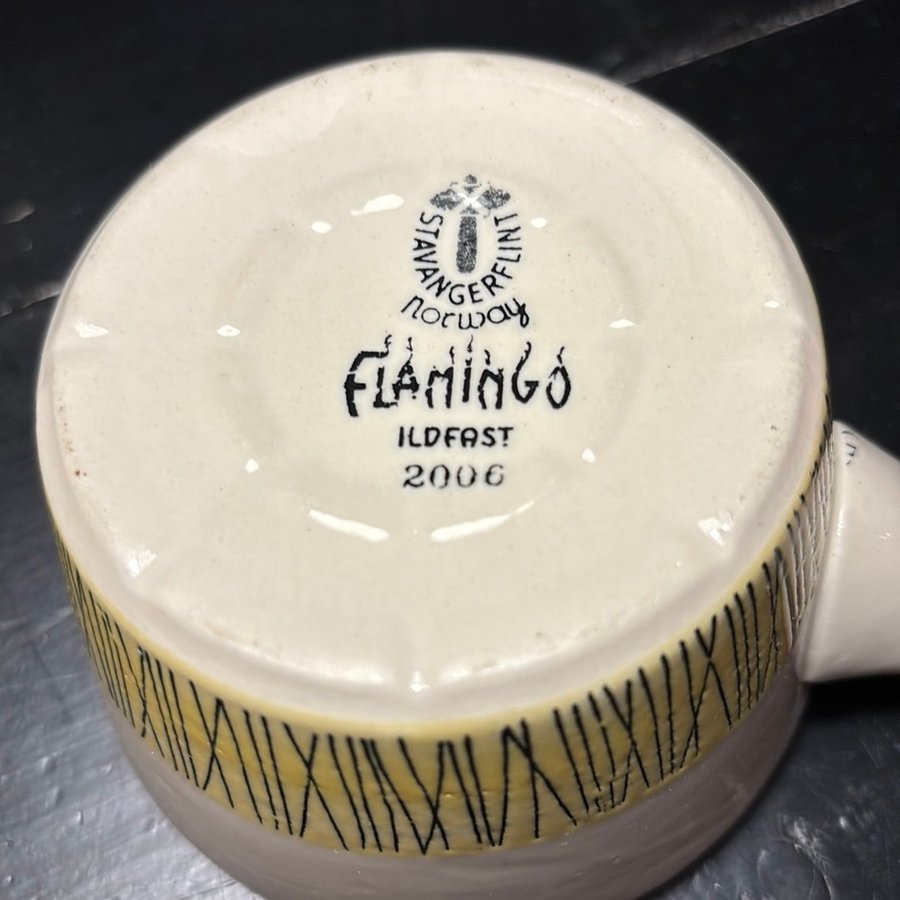 STAVANGERFLINT
norway
FLAMINGO
ILDFAST
2006